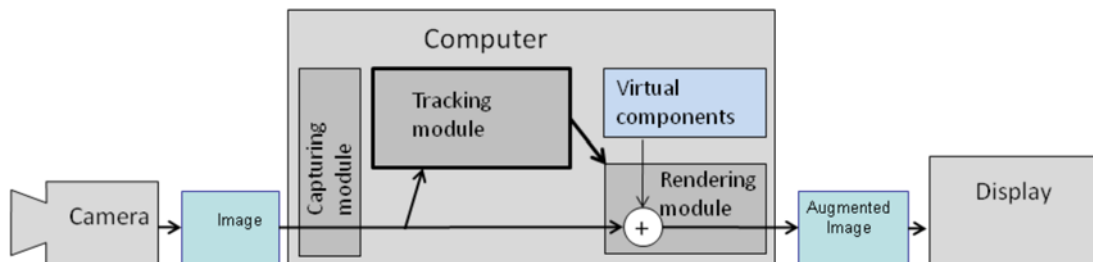 Computer
Camera
Image
Capturing
module
Tracking
module
Virtual
components
Rendering
module
+
Augmented
Image
Display